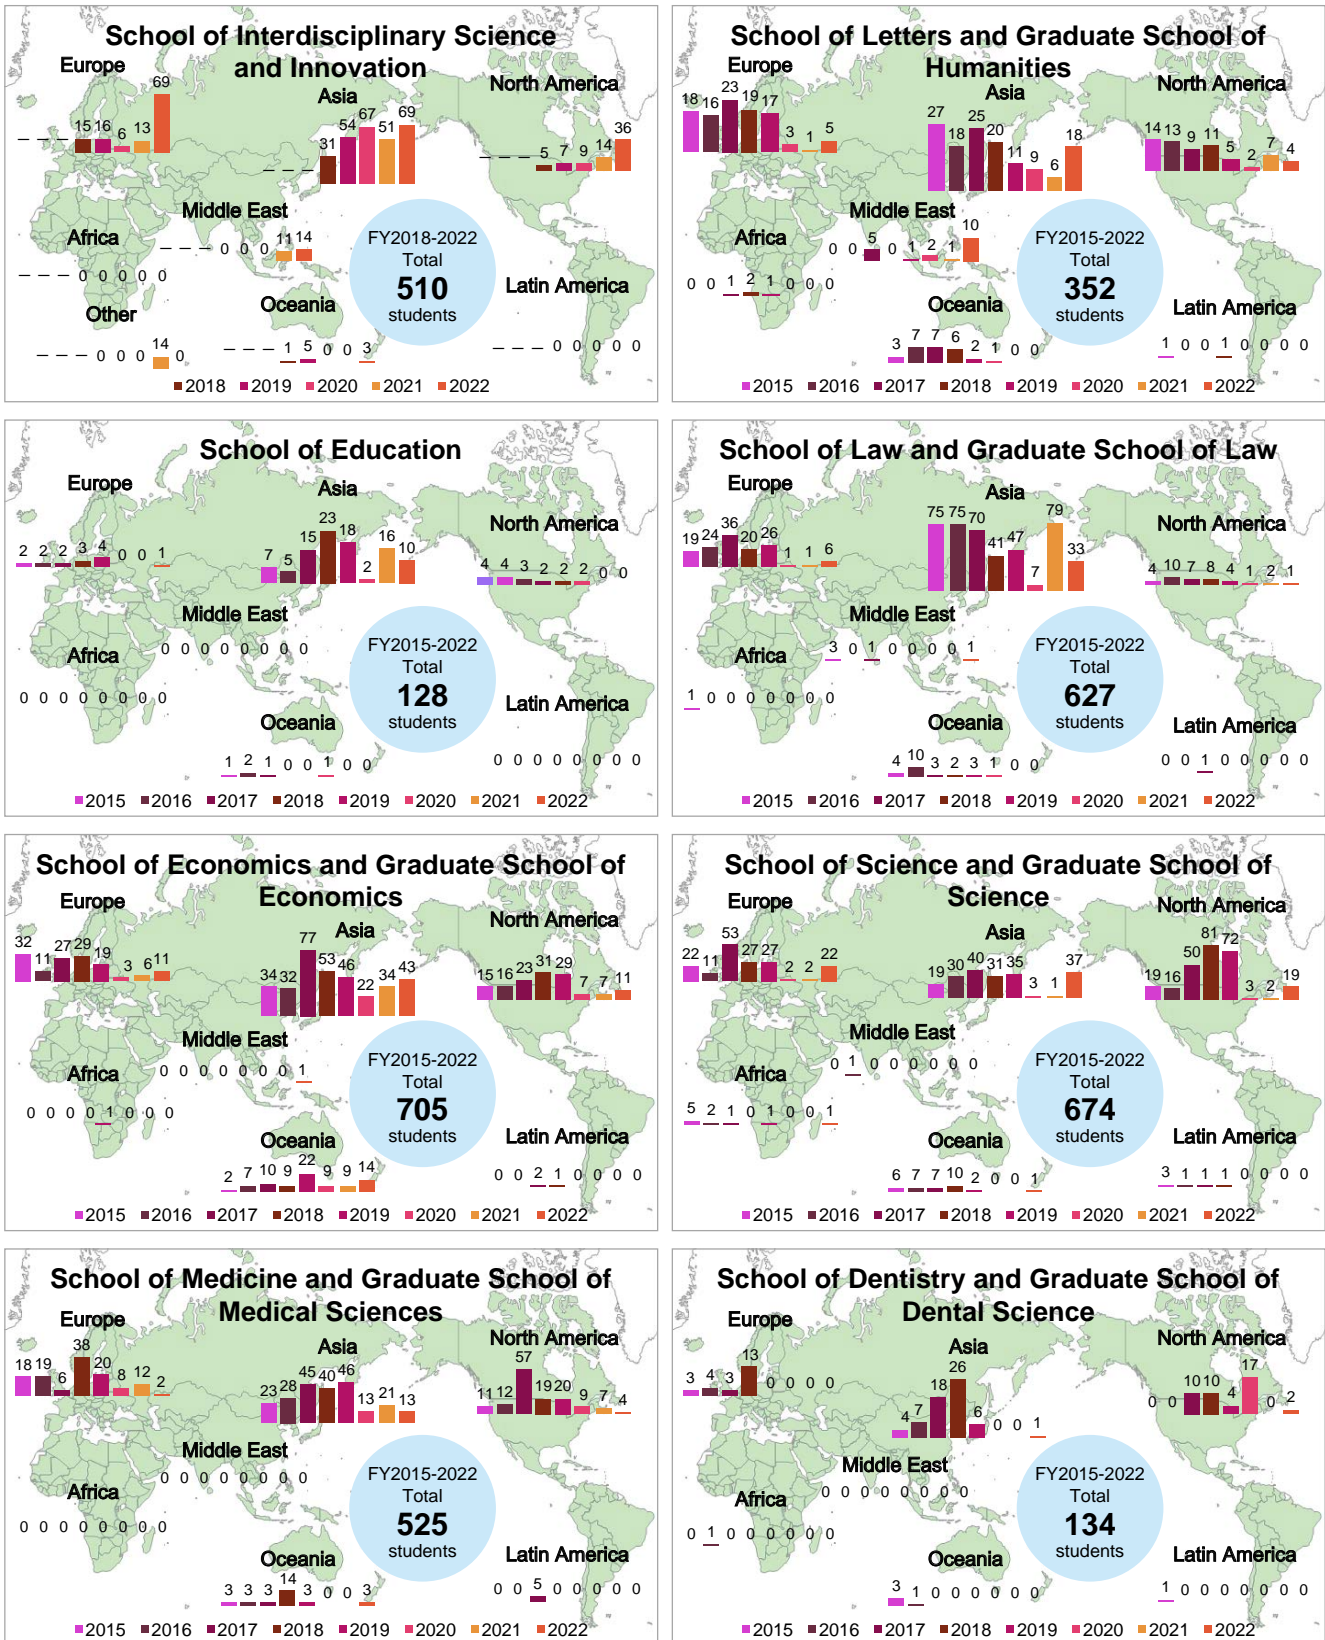 School of Interdisciplinary Science
and Innovation
Europe
69
15 16 6 13
— — —
Asia
31 54 67 51 69
— — —
North America
36
— — — 5 7 9 14
Middle East
— — — 0 0 0 11 14
Africa
— — — 0 0 0 0 0
Other
— — — 0 0 0 14 0
Oceania
— — — 1 5 0 0 3
FY2018-2022
Total
510
students
Latin America
— — — 0 0 0 0 0
2018 2019 2020 2021 2022
School of Letters and Graduate School of
Humanities
Europe
18 16 23 19 17 3 1 5
Asia
27 18 25 20 11 9 6 18
North America
14 13 9 11 5 2 7 4
Middle East
0 0 5 0 1 2 1 10
Africa
0 0 1 2 1 0 0 0
Oceania
3 7 7 6 2 1 0 0
FY2015-2022
Total
352
students
Latin America
1 0 0 1 0 0 0 0
2015 2016 2017 2018 2019 2020 2021 2022
School of Education
Europe
2 2 2 3 4 0 0 1
Asia
7 5 15 23 18 2 16 10
North America
4 4 3 2 2 2 0 0
Middle East
0 0 0 0 0 0 0 0
Africa
0 0 0 0 0 0 0 0
Oceania
1 2 1 0 0 1 0 0
FY2015-2022
Total
128
students
Latin America
0 0 0 0 0 0 0 0
2015 2016 2017 2018 2019 2020 2021 2022
School of Law and Graduate School of Law
Europe
19 24 36 20 26 1 1 6
Asia
75 75 70 41 47 7 79 33
North America
4 10 7 8 4 1 2 1
Middle East
3 0 1 0 0 0 0 1
Africa
1 0 0 0 0 0 0 0
Oceania
4 10 3 2 3 1 0 0
FY2015-2022
Total
627
students
Latin America
0 0 1 0 0 0 0 0
2015 2016 2017 2018 2019 2020 2021 2022
School of Economics and Graduate School of
Economics
Europe
32 11 27 29 19 3 6 11
Asia
34 32 77 53 46 22 34 43
North America
15 16 23 31 29 7 7 11
Middle East
0 0 0 0 0 0 0 1
Africa
0 0 0 0 1 0 0 0
Oceania
2 7 10 9 22 9 9 14
FY2015-2022
Total
705
students
Latin America
0 0 2 1 0 0 0 0
2015 2016 2017 2018 2019 2020 2021 2022
School of Science and Graduate School of
Science
Europe
22 11 53 27 27 2 2 22
Asia
19 30 40 31 35 3 1 37
North America
19 16 50 81 72 3 2 19
Middle East
0 1 0 0 0 0 0 0
Africa
5 2 1 0 1 0 0 1
Oceania
6 7 7 10 2 0 0 1
FY2015-2022
Total
674
students
Latin America
3 1 1 1 0 0 0 0
2015 2016 2017 2018 2019 2020 2021 2022
School of Medicine and Graduate School of
Medical Sciences
Europe
18 19 6 38 20 8 12 2
Asia
23 28 45 40 46 13 21 13
North America
11 12 57 19 20 9 7 4
Middle East
0 0 0 0 0 0 0 0
Africa
0 0 0 0 0 0 0 0
Oceania
3 3 3 14 3 0 0 3
FY2015-2022
Total
525
students
Latin America
0 0 5 0 0 0 0 0
2015 2016 2017 2018 2019 2020 2021 2022
School of Dentistry and Graduate School of
Dental Science
Europe
3 4 3 13 0 0 0 0
Asia
4 7 18 26 6 0 0 1
North America
0 0 10 10 4 17 0 2
Middle East
0 0 0 0 0 0 0 0
Africa
0 1 0 0 0 0 0 0
Oceania
3 1 0 0 0 0 0 0
FY2015-2022
Total
134
students
Latin America
1 0 0 0 0 0 0 0
2015 2016 2017 2018 2019 2020 2021 2022